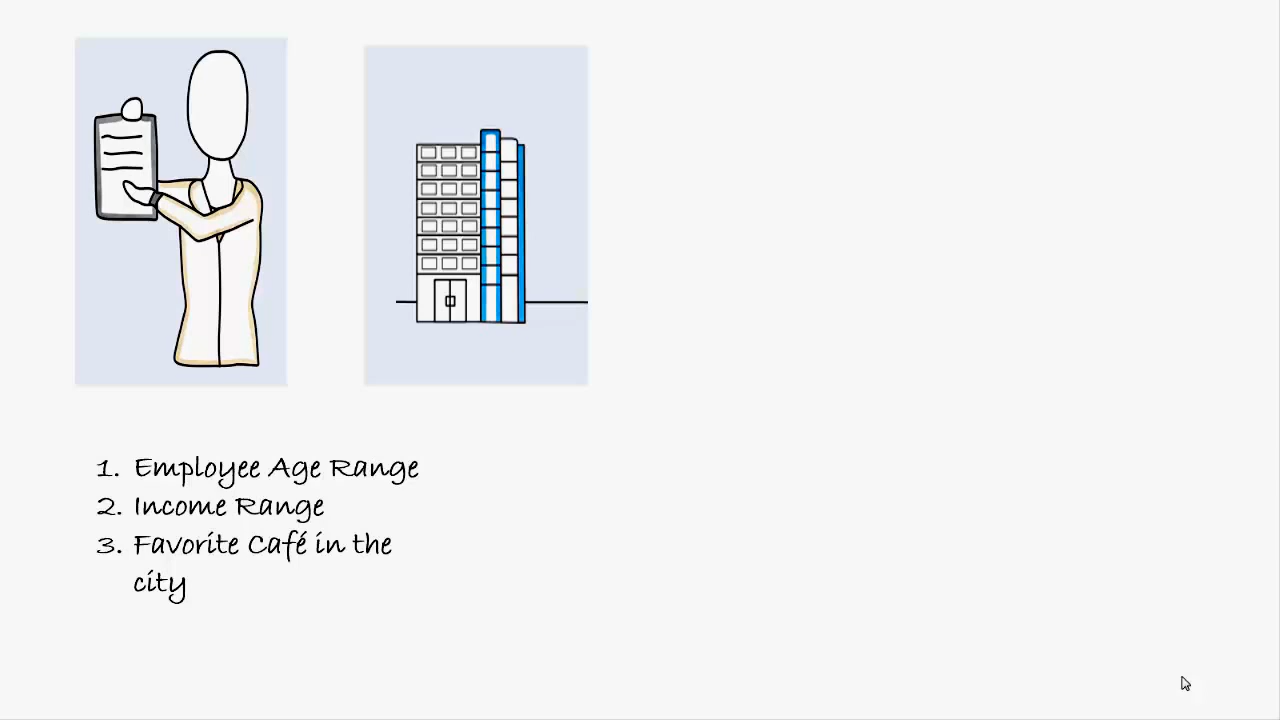 1. Employee Age Range
2. Income Range
3. Favorite Café in the
city